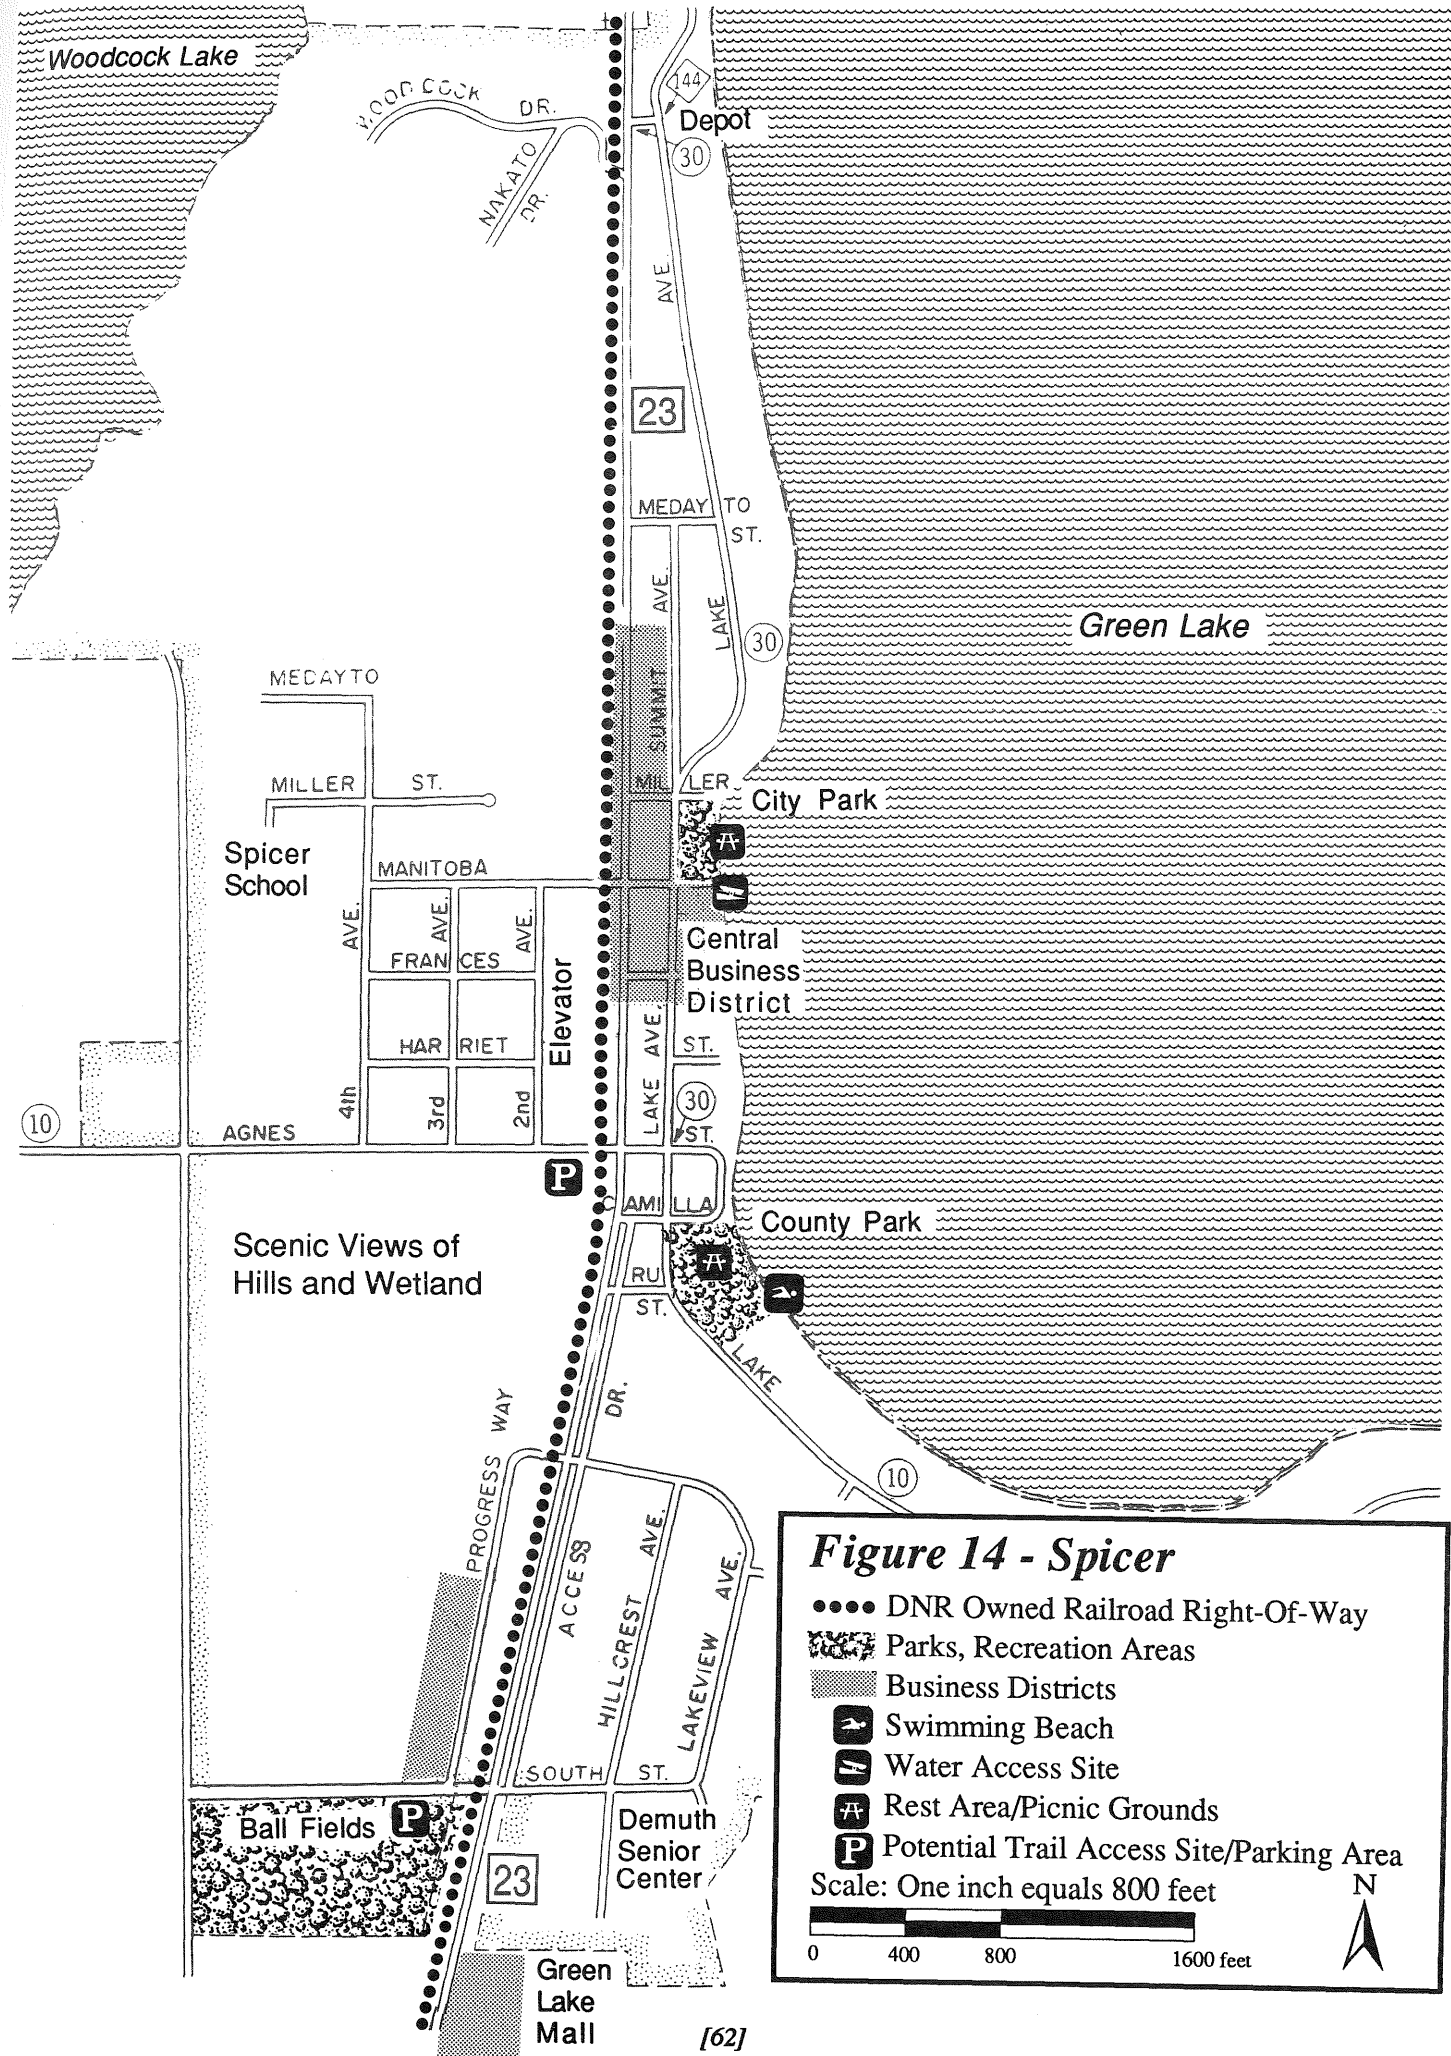 Woodcock Lake
WOODCOCK DR.
144
Depot
30
NAKATO DR.
AVE.
23
MEDAYTO ST.
AVE.
LAKE
30
Green Lake
SUMMIT
MEDAYTO
MILLER ST.
MILLER
City Park
Spicer
School
MANITOBA
AVE.
AVE.
AVE.
FRANCES
Central
Business
District
Elevator
LAKE AVE.
HARRIET
ST.
4th
3rd
2nd
30
10
AGNES
ST.
P
CAMILLA
County Park
Scenic Views of
Hills and Wetland
RU
ST.
LAKE
DR.
PROGRESS WAY
10
ACCESS
HILLCREST AVE.
LAKEVIEW AVE.
SOUTH ST.
Ball Fields
P
Demuth
Senior
Center
23
Green
Lake
Mall
Figure 14 - Spicer
DNR Owned Railroad Right-Of-Way
Parks, Recreation Areas
Business Districts
Swimming Beach
Water Access Site
Rest Area/Picnic Grounds
P Potential Trail Access Site/Parking Area
Scale: One inch equals 800 feet
N
0 400 800 1600 feet
[62]